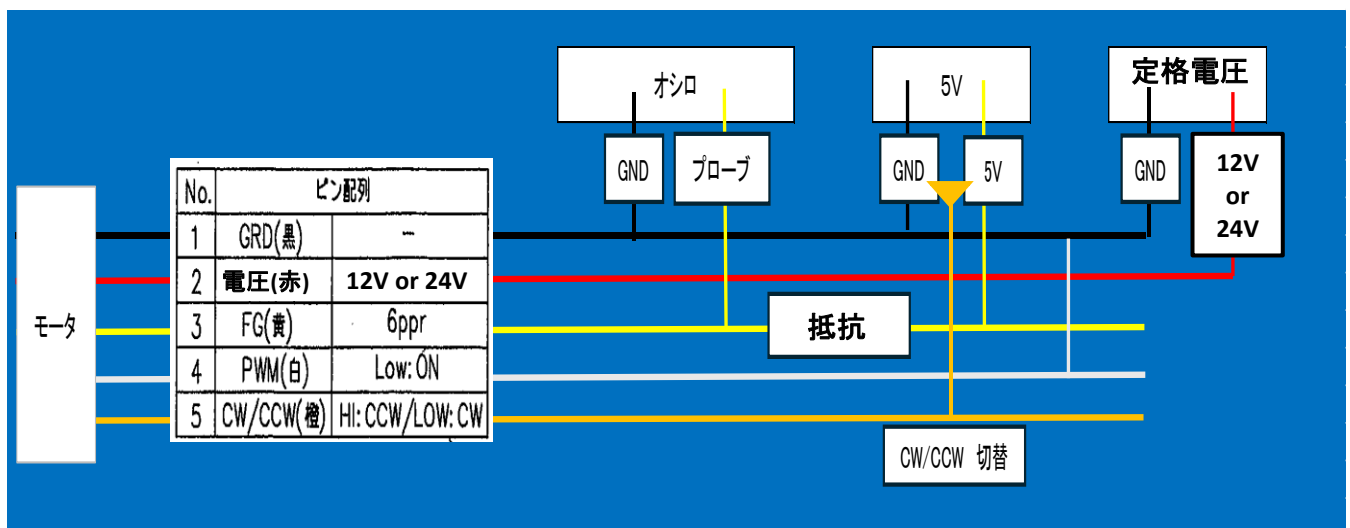 オシロ
5V
定格電圧
GND
プローブ
GND
5V
GND
12V
or
24V
モータ
No. ピン配列
1 GRD(黒) －
2 電圧(赤) 12V or 24V
3 FG(黄) 6ppr
4 PWM(白) Low:ON
5 CW/CCW(橙) HI:CCW/LOW:CW
抵抗
CW/CCW 切替